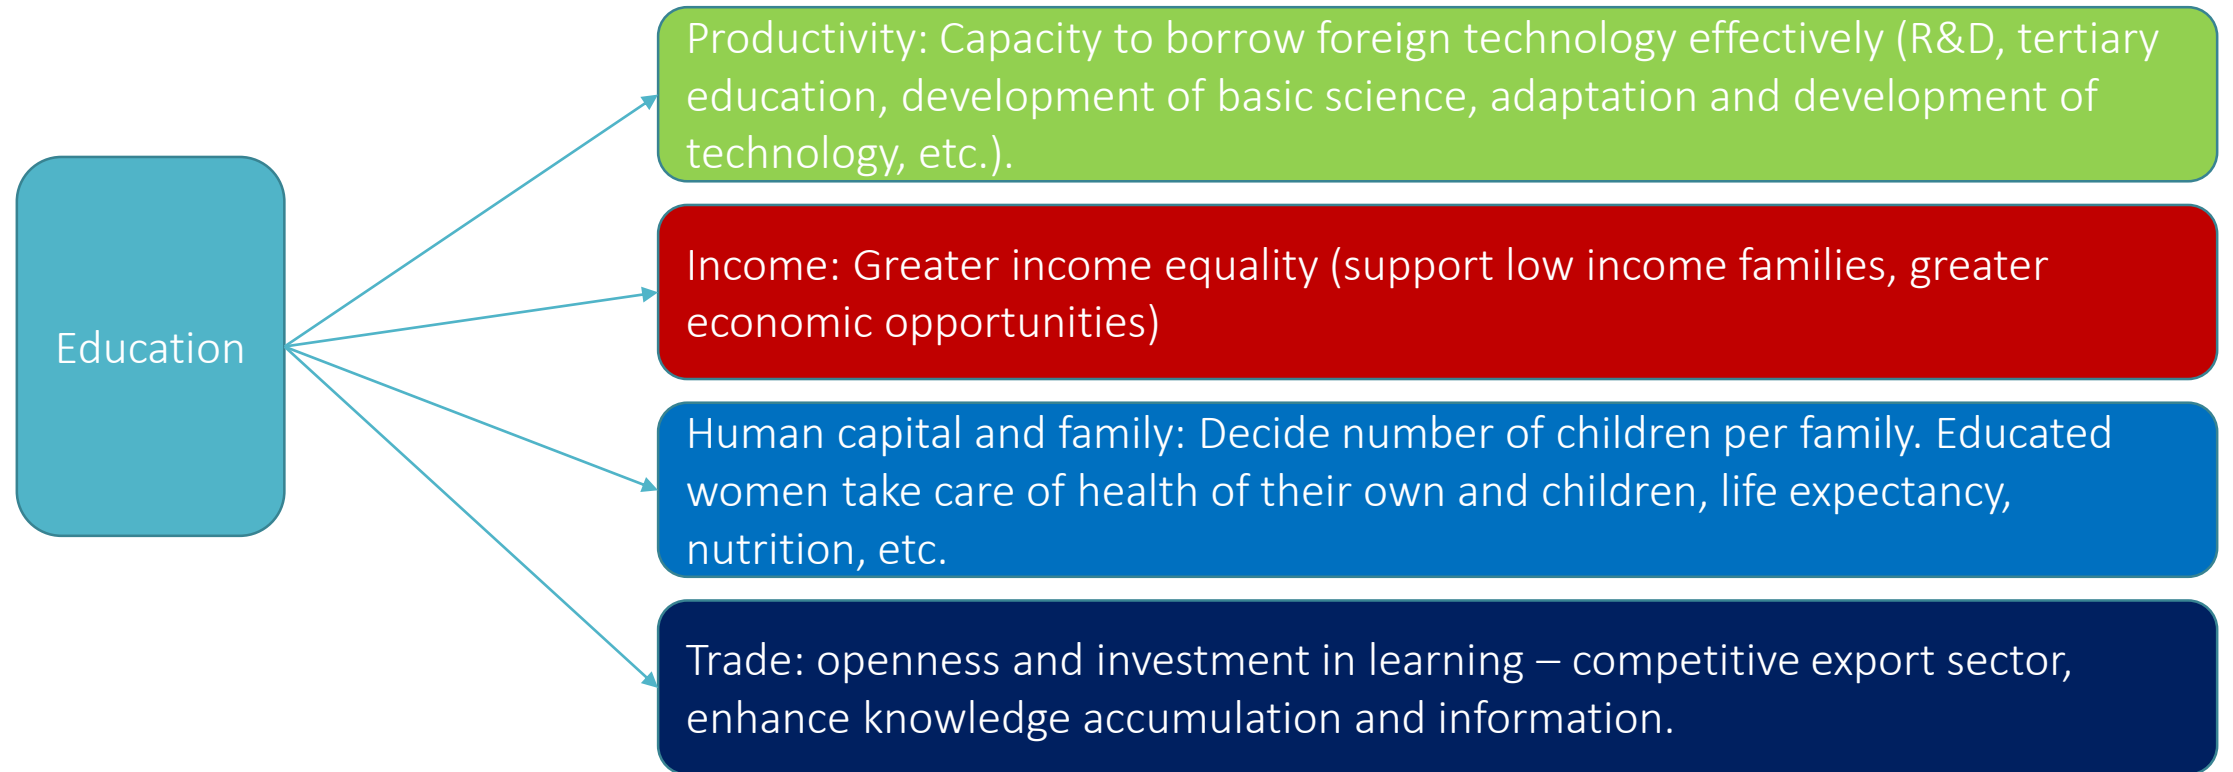 Education
Productivity: Capacity to borrow foreign technology effectively (R&D, tertiary
education, development of basic science, adaptation and development of
technology, etc.).
Income: Greater income equality (support low income families, greater
economic opportunities)
Human capital and family: Decide number of children per family. Educated
women take care of health of their own and children, life expectancy,
nutrition, etc.
Trade: openness and investment in learning – competitive export sector,
enhance knowledge accumulation and information.